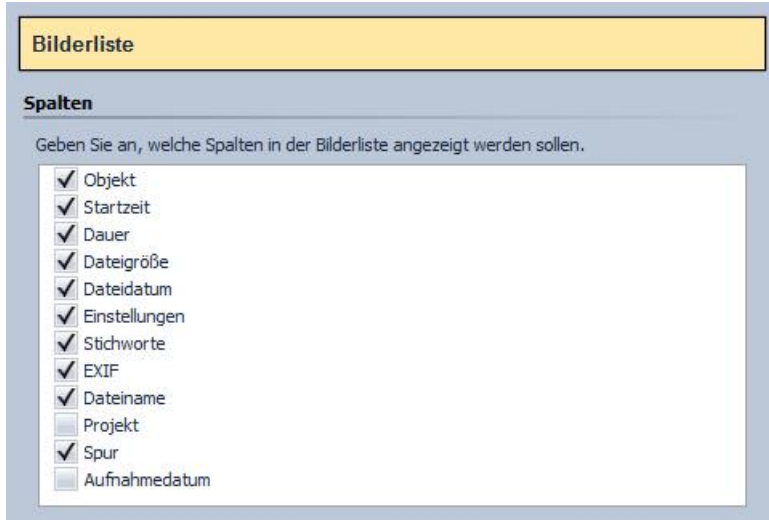 Bilderliste
Spalten
Geben Sie an, welche Spalten in der Bilderliste angezeigt werden sollen.
Objekt
Startzeit
Dauer
Dateigröße
Dateidatum
Einstellungen
Stichworte
EXIF
Dateiname
Projekt
Spur
Aufnahmedatum